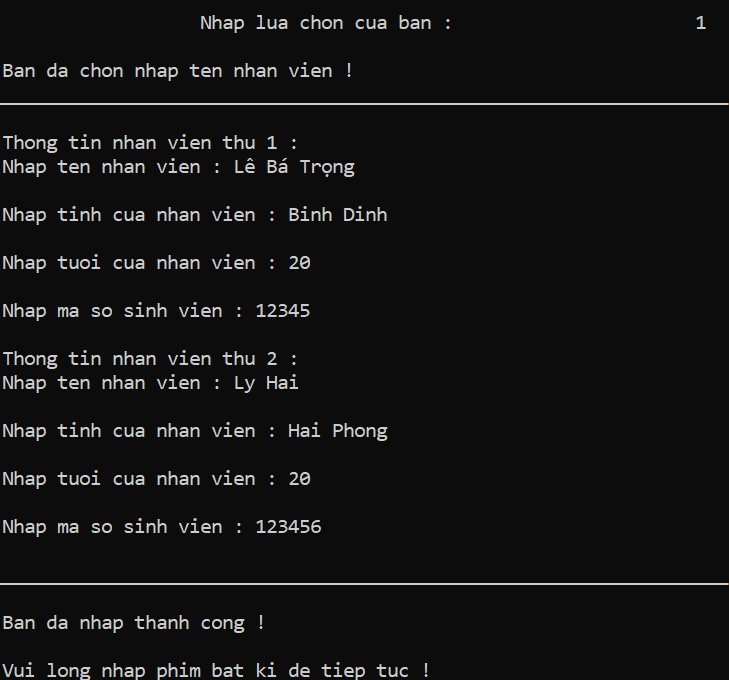 Nhap lua chon cua ban : 1
Ban da chon nhap ten nhan vien !
Thong tin nhan vien thu 1 :
Nhap ten nhan vien : Lê Bá Trọng
Nhap tinh cua nhan vien : Binh Dinh
Nhap tuoi cua nhan vien : 20
Nhap ma so sinh vien : 12345
Thong tin nhan vien thu 2 :
Nhap ten nhan vien : Ly Hai
Nhap tinh cua nhan vien : Hai Phong
Nhap tuoi cua nhan vien : 20
Nhap ma so sinh vien : 123456
Ban da nhap thanh cong !
Vui long nhap phim bat ki de tiep tuc !